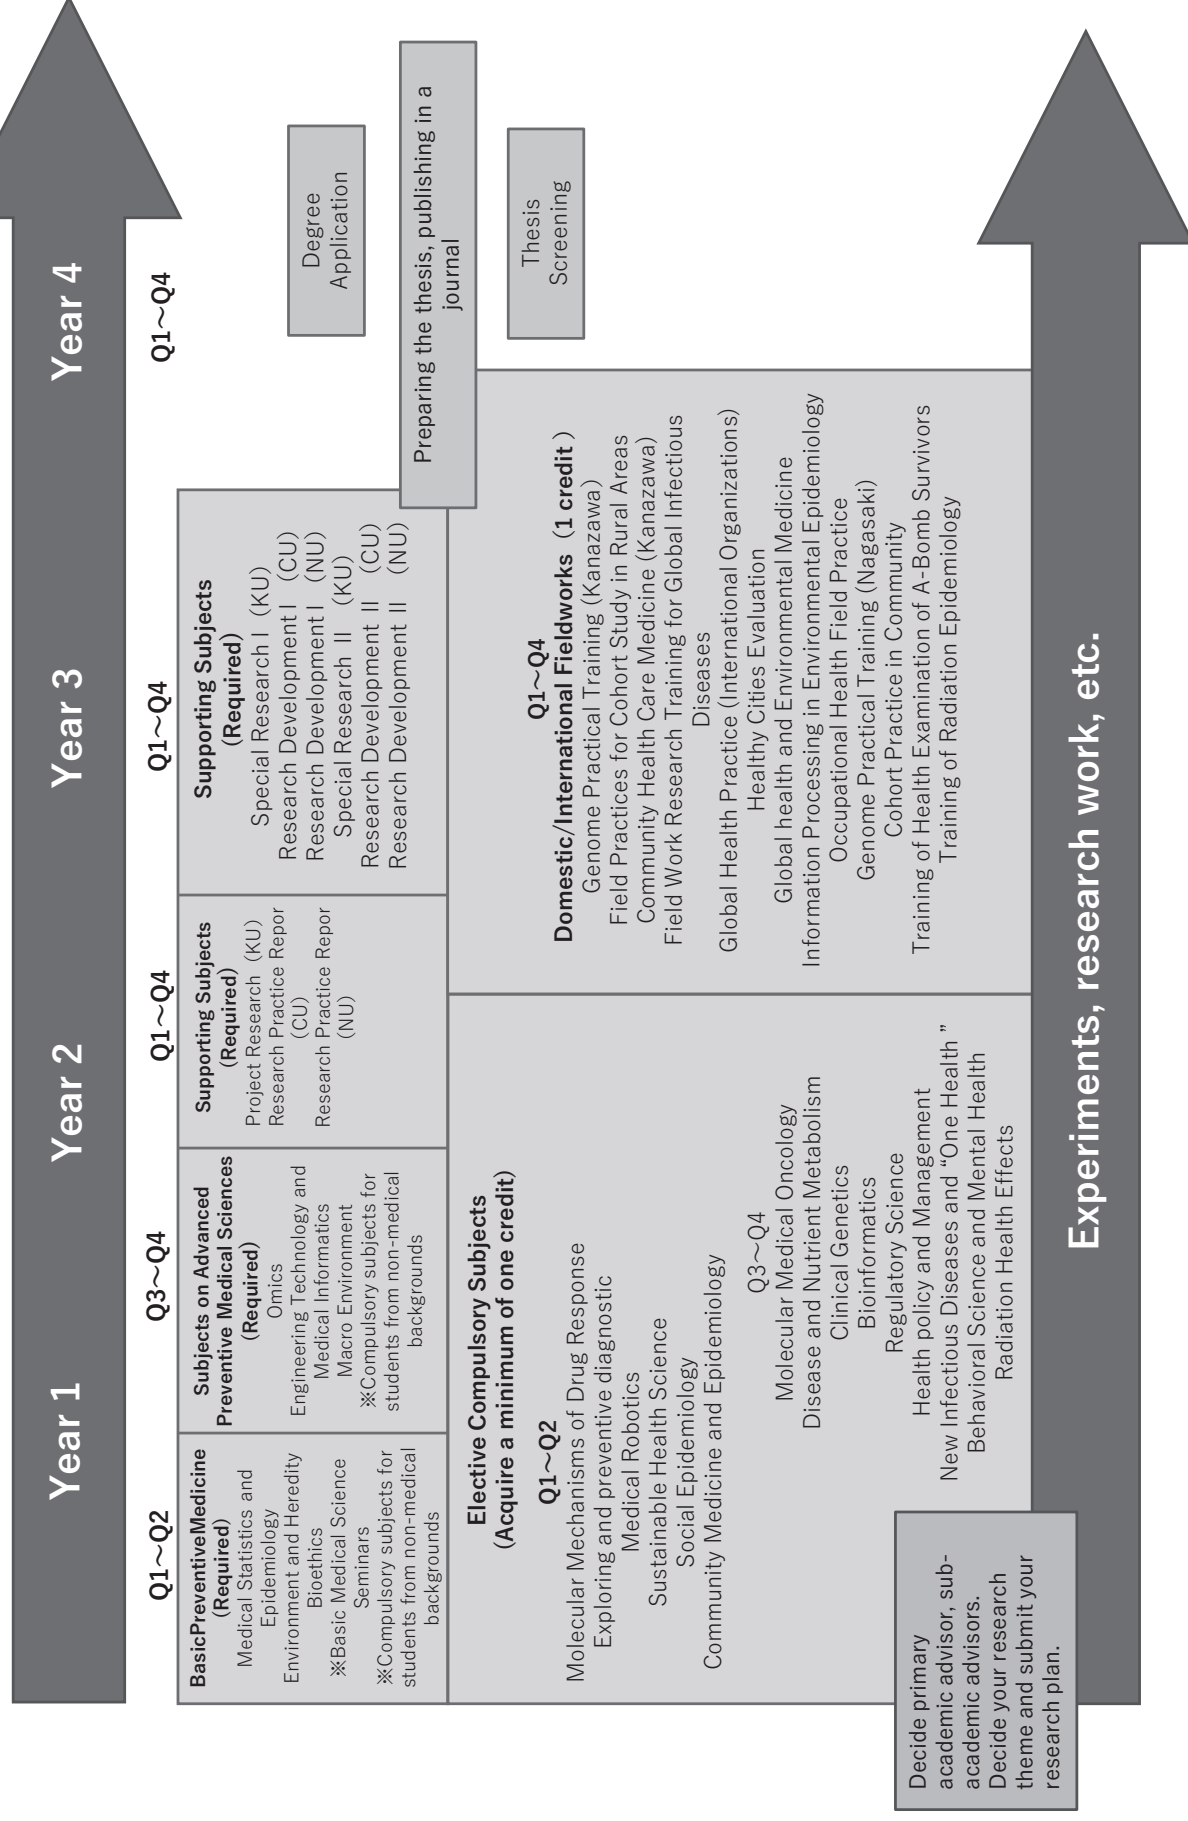 Year 1
Year 2
Year 3
Year 4
Q1～Q2
Q3～Q4
Q1～Q4
Q1～Q4
Q1～Q4
BasicPreventiveMedicine
(Required)
Medical Statistics and
Epidemiology
Environment and Heredity
Bioethics
※Basic Medical Science
Seminars
※Compulsory subjects for
students from non-medical
backgrounds
Subjects on Advanced
Preventive Medical Sciences
(Required)
Omics
Engineering Technology and
Medical Informatics
Macro Environment
※Compulsory subjects for
students from non-medical
backgrounds
Supporting Subjects
(Required)
Project Research (KU)
Research Practice Repor
(CU)
Research Practice Repor
(NU)
Supporting Subjects
(Required)
Special Research I (KU)
Research Development I (CU)
Research Development I (NU)
Special Research II (KU)
Research Development II (CU)
Research Development II (NU)
Degree
Application
Preparing the thesis, publishing in a
journal
Thesis
Screening
Elective Compulsory Subjects
(Acquire a minimum of one credit)
Q1～Q2
Molecular Mechanisms of Drug Response
Exploring and preventive diagnostic
Medical Robotics
Sustainable Health Science
Social Epidemiology
Community Medicine and Epidemiology
Q3～Q4
Molecular Medical Oncology
Disease and Nutrient Metabolism
Clinical Genetics
Bioinformatics
Regulatory Science
Health policy and Management
New Infectious Diseases and “One Health ”
Behavioral Science and Mental Health
Radiation Health Effects
Q1～Q4
Domestic/International Fieldworks (1 credit )
Genome Practical Training (Kanazawa)
Field Practices for Cohort Study in Rural Areas
Community Health Care Medicine (Kanazawa)
Field Work Research Training for Global Infectious
Diseases
Global Health Practice (International Organizations)
Healthy Cities Evaluation
Global health and Environmental Medicine
Information Processing in Environmental Epidemiology
Occupational Health Field Practice
Genome Practical Training (Nagasaki)
Cohort Practice in Community
Training of Health Examination of A-Bomb Survivors
Training of Radiation Epidemiology
Decide primary
academic advisor, sub-
academic advisors.
Decide your research
theme and submit your
research plan.
Experiments, research work, etc.